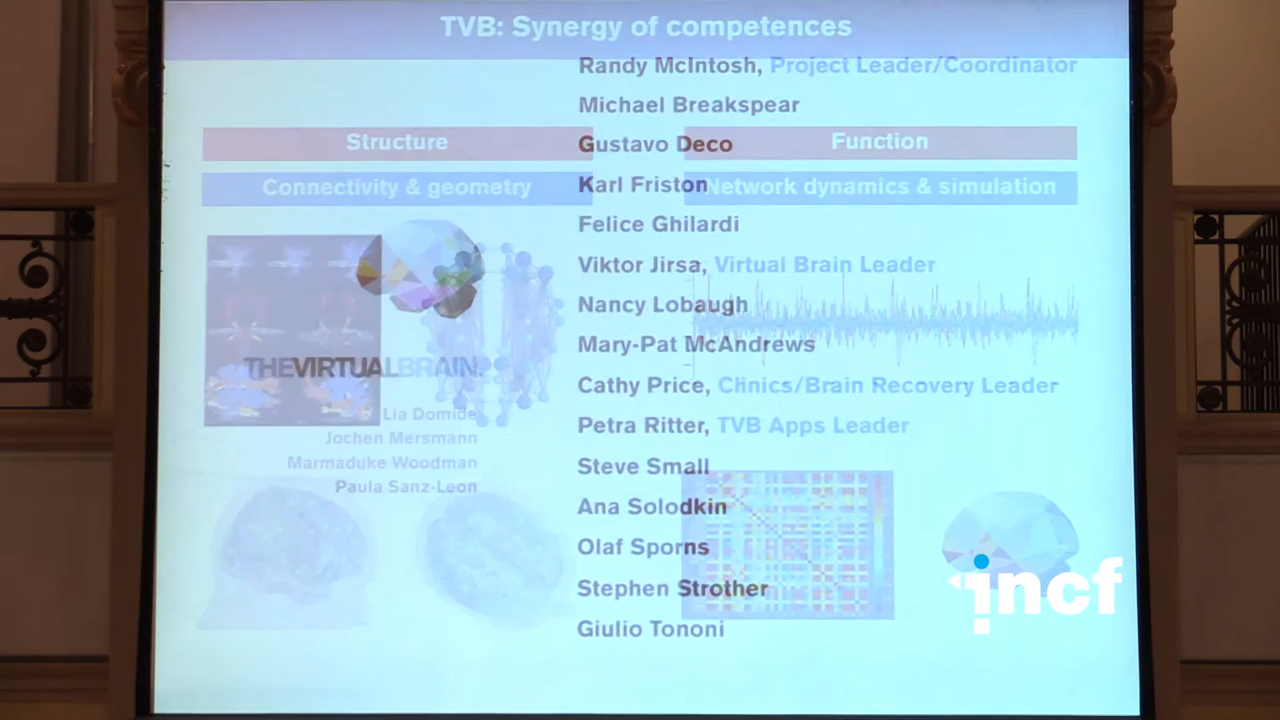 TVB: Synergy of competences
Randy McIntosh, Project Leader/Coordinator
Michael Breakspear
Structure
Gustavo Deco
Function
Connectivity & geometry
Karl Friston
Network dynamics & simulation
Felice Ghilardi
Viktor Jirsa, Virtual Brain Leader
Nancy Lobaugh
Mary-Pat McAndrews
THEVIRTUALBRAIN.
Cathy Price, Clinics/Brain Recovery Leader
Lia Domide
Petra Ritter, TVB Apps Leader
Jochen Mersmann
Marmaduke Woodman
Steve Small
Paula Sanz-Leon
Ana Solodkin
Olaf Sporns
Stephen Strother
Giulio Tononi
incf